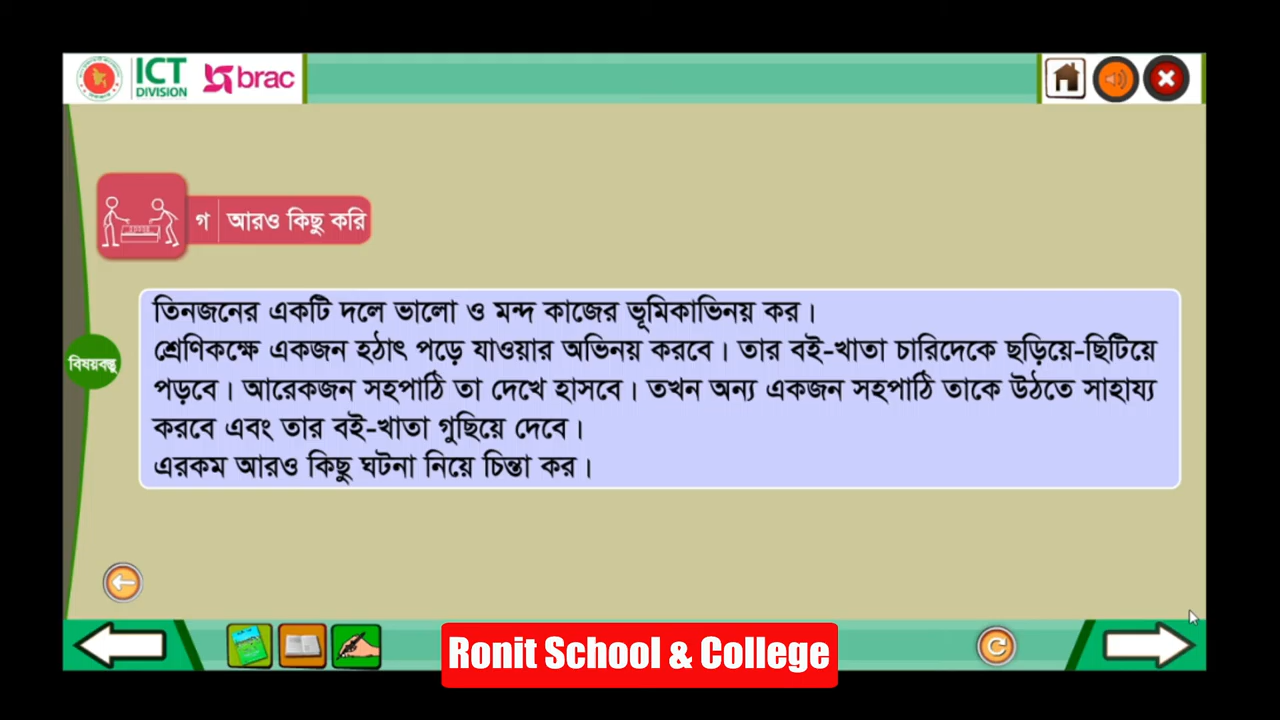 ICT
DIVISION
brac
গ
আরও কিছু করি
তিনজনের একটি দলে ভালো ও মন্দ কাজের ভূমিকাভিনয় কর।
শ্রেণিকক্ষে একজন হঠাৎ পড়ে যাওয়ার অভিনয় করবে। তার বই-খাতা চারিদেকে ছড়িয়ে-ছিটিয়ে
পড়বে। আরেকজন সহপাঠি তা দেখে হাসবে। তখন অন্য একজন সহপাঠি তাকে উঠতে সাহায্য
করবে এবং তার বই-খাতা গুছিয়ে দেবে।
এরকম আরও কিছু ঘটনা নিয়ে চিন্তা কর।
বিষয়বস্তু
Ronit School & College